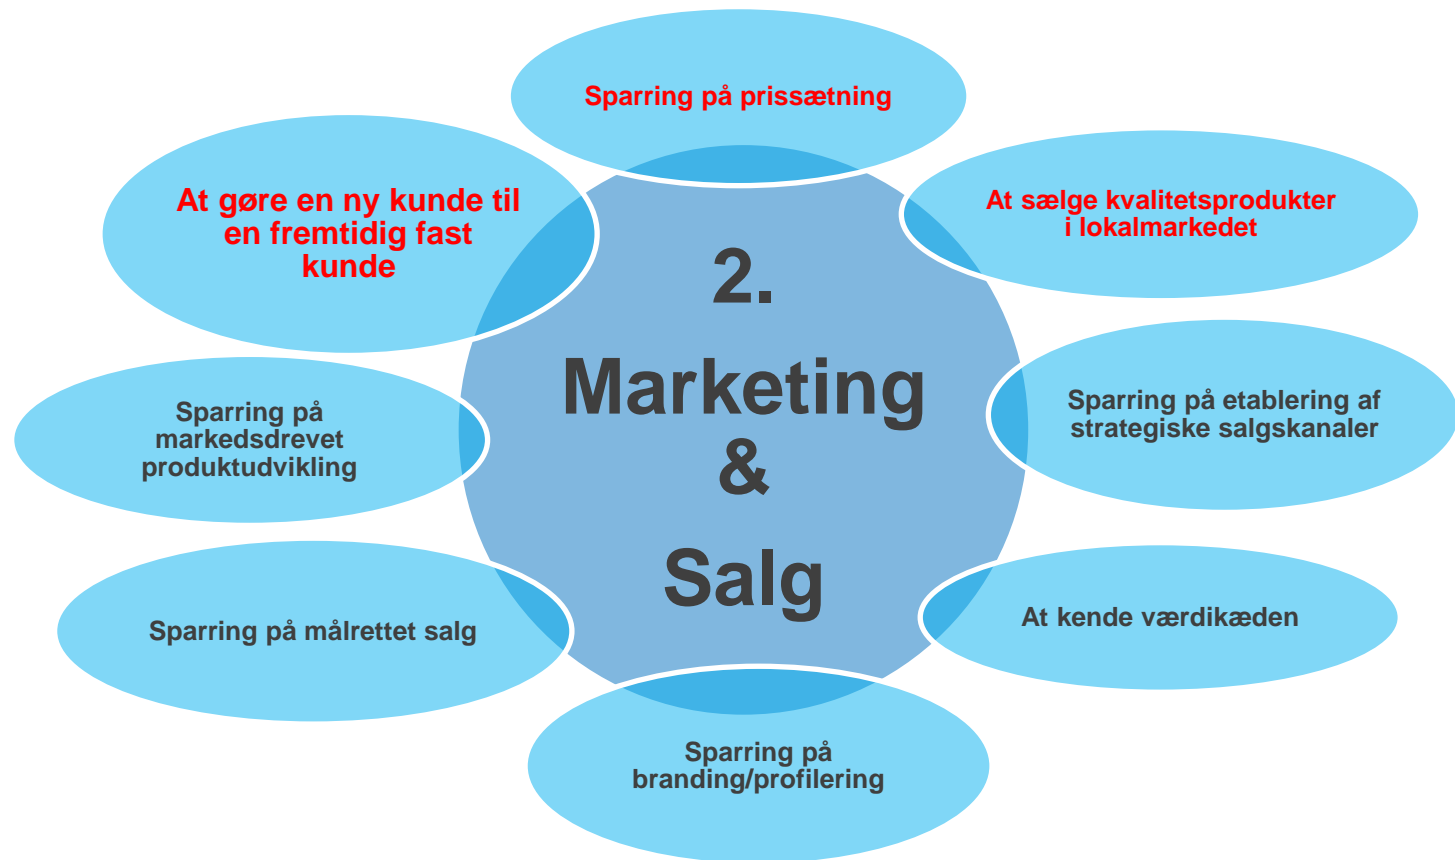 Sparring på prissætning
At gøre en ny kunde til
en fremtidig fast
kunde
At sælge kvalitetsprodukter
i lokalmarkedet
2.
Marketing
&
Salg
Sparring på
markedsdrevet
produktudvikling
Sparring på etablering af
strategiske salgskanaler
Sparring på målrettet salg
At kende værdikæden
Sparring på
branding/profilering